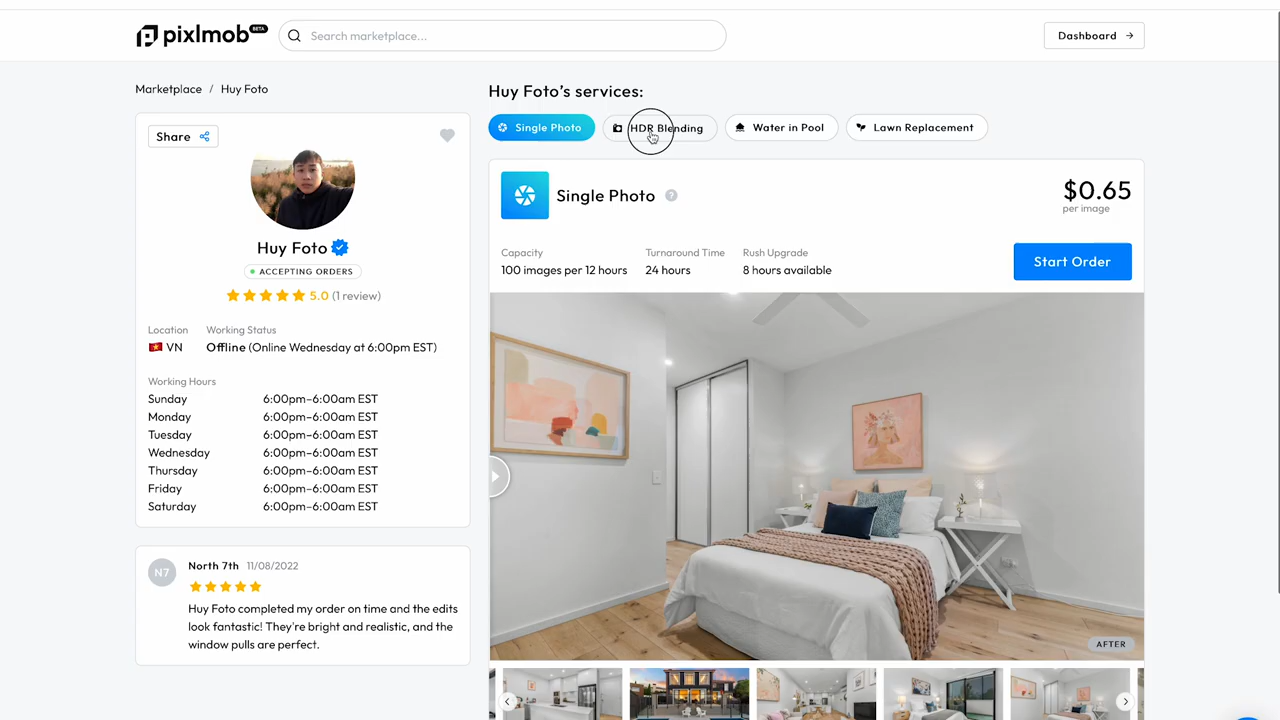 pixlmob BETA
Search marketplace...
Dashboard
Marketplace / Huy Foto
Share
Huy Foto
ACCEPTING ORDERS
5.0 (1 review)
Location
Working Status
VN
Offline (Online Wednesday at 6:00pm EST)
Working Hours
Sunday 6:00pm–6:00am EST
Monday 6:00pm–6:00am EST
Tuesday 6:00pm–6:00am EST
Wednesday 6:00pm–6:00am EST
Thursday 6:00pm–6:00am EST
Friday 6:00pm–6:00am EST
Saturday 6:00pm–6:00am EST
N7
North 7th 11/08/2022
Huy Foto completed my order on time and the edits
look fantastic! They're bright and realistic, and the
window pulls are perfect.
Huy Foto's services:
Single Photo
HDR Blending
Water in Pool
Lawn Replacement
Single Photo ?
$0.65
per image
Capacity
Turnaround Time
Rush Upgrade
100 images per 12 hours
24 hours
8 hours available
Start Order
AFTER